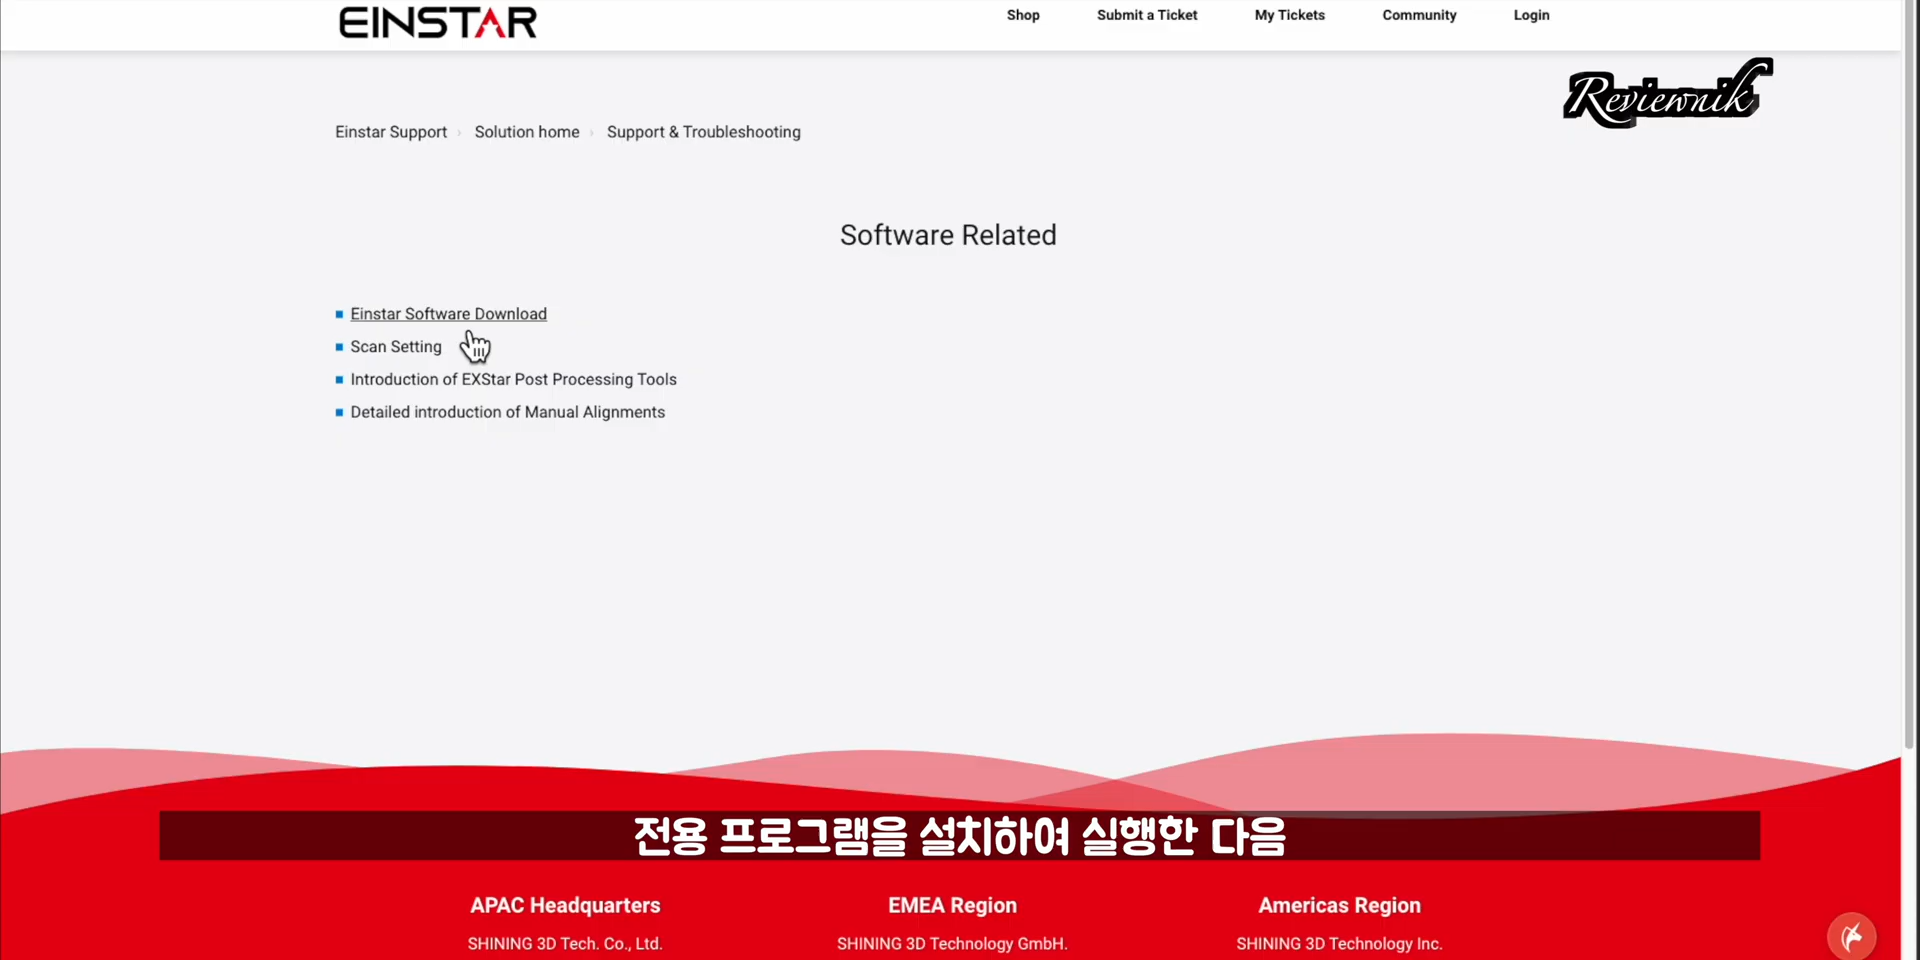 EINSTAR
Shop
Submit a Ticket
My Tickets
Community
Login
Reviewnik
Einstar Support › Solution home › Support & Troubleshooting
Software Related
Einstar Software Download
Scan Setting
Introduction of EXStar Post Processing Tools
Detailed introduction of Manual Alignments
전용 프로그램을 설치하여 실행한 다음
APAC Headquarters
SHINING 3D Tech. Co., Ltd.
EMEA Region
SHINING 3D Technology GmbH.
Americas Region
SHINING 3D Technology Inc.